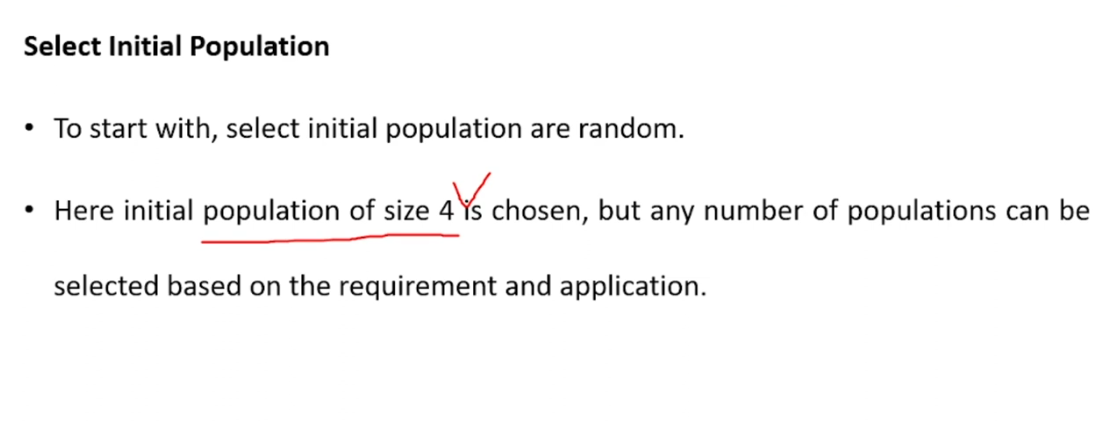 Select Initial Population
• To start with, select initial population are random.
• Here initial population of size 4 is chosen, but any number of populations can be
selected based on the requirement and application.